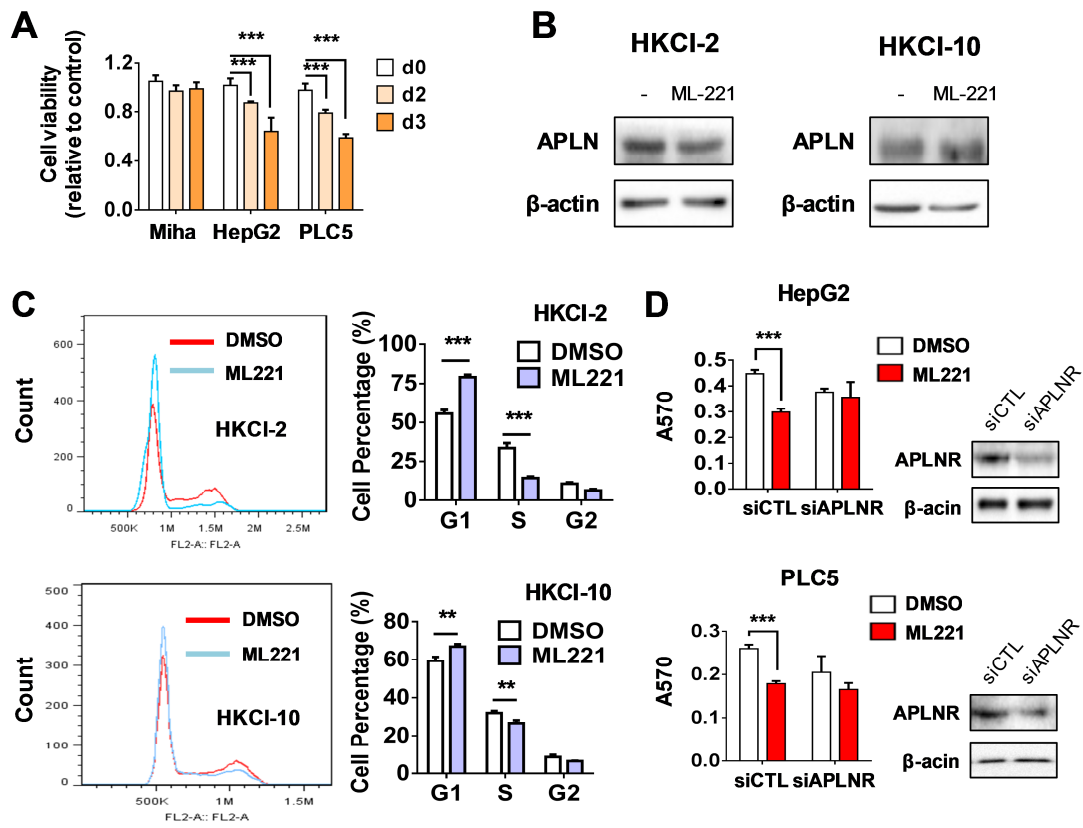 A
Cell viability
(relative to control)
1.2
0.8
0.4
0.0
***
***
***
***
d0
d2
d3
Miha HepG2 PLC5
B
HKCI-2
HKCI-10
- ML-221
- ML-221
APLN
APLN
β-actin
β-actin
C
Count
600
400
200
0
DMSO
ML221
HKCI-2
500K 1M 1.5M 2M 2.5M
FL2-A:: FL2-A
Cell Percentage (%)
100
75
50
25
0
HKCI-2
DMSO
ML221
***
***
G1 S G2
Count
500
400
300
200
100
0
DMSO
ML221
HKCI-10
500K 1M 1.5M
FL2-A:: FL2-A
Cell Percentage (%)
80
60
40
20
0
HKCI-10
DMSO
ML221
**
**
G1 S G2
D
HepG2
A570
0.5
0.4
0.3
0.2
0.1
0.0
***
DMSO
ML221
siCTL siAPLNR
siCTL siAPLNR
APLNR
β-acin
PLC5
A570
0.3
0.2
0.1
0.0
***
DMSO
ML221
siCTL siAPLNR
siCTL siAPLNR
APLNR
β-acin